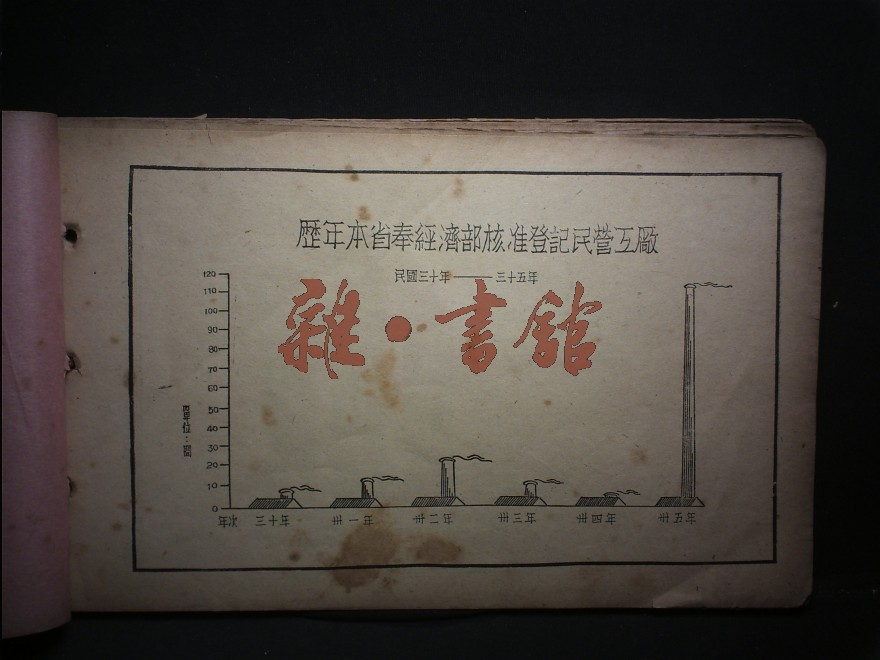 歷年本省奉經濟部核准登記民營工厰
民國三十年———三十五年
雜·書舘
120
110
100
90
80
70
60
50
40
30
20
10
0
單位：間
年次 三十年 卅一年 卅二年 卅三年 卅四年 卅五年